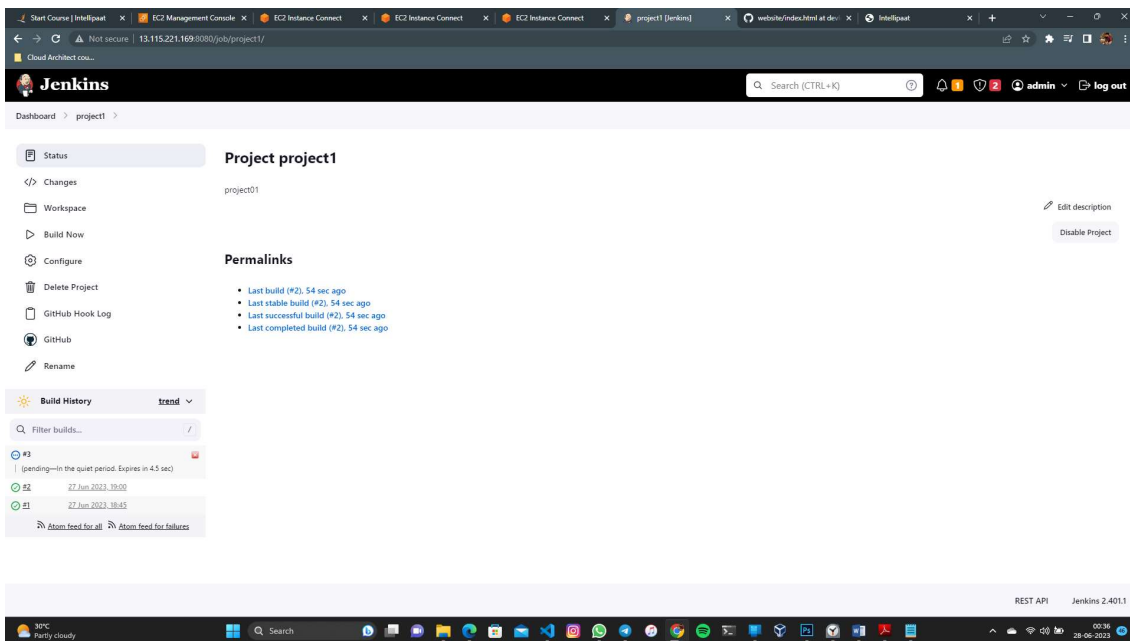 Start Course | Intellipaat
EC2 Management Console
EC2 Instance Connect
EC2 Instance Connect
EC2 Instance Connect
project1 [Jenkins]
website/index.html at dev
Intellipaat
Not secure | 13.115.221.169:8080/job/project1/
Cloud Architect cou...
Jenkins
Search (CTRL+K)
1
2
admin
log out
Dashboard > project1 >
Status
Changes
Workspace
Build Now
Configure
Delete Project
GitHub Hook Log
GitHub
Rename
Project project1
project01
Edit description
Disable Project
Permalinks
Last build (#2), 54 sec ago
Last stable build (#2), 54 sec ago
Last successful build (#2), 54 sec ago
Last completed build (#2), 54 sec ago
Build History trend
Filter builds... /
#3
(pending—In the quiet period. Expires in 4.5 sec)
#2 27 Jun 2023, 19:00
#1 27 Jun 2023, 18:45
Atom feed for all Atom feed for failures
REST API Jenkins 2.401.1
30°C
Partly cloudy
Search
00:36
28-06-2023